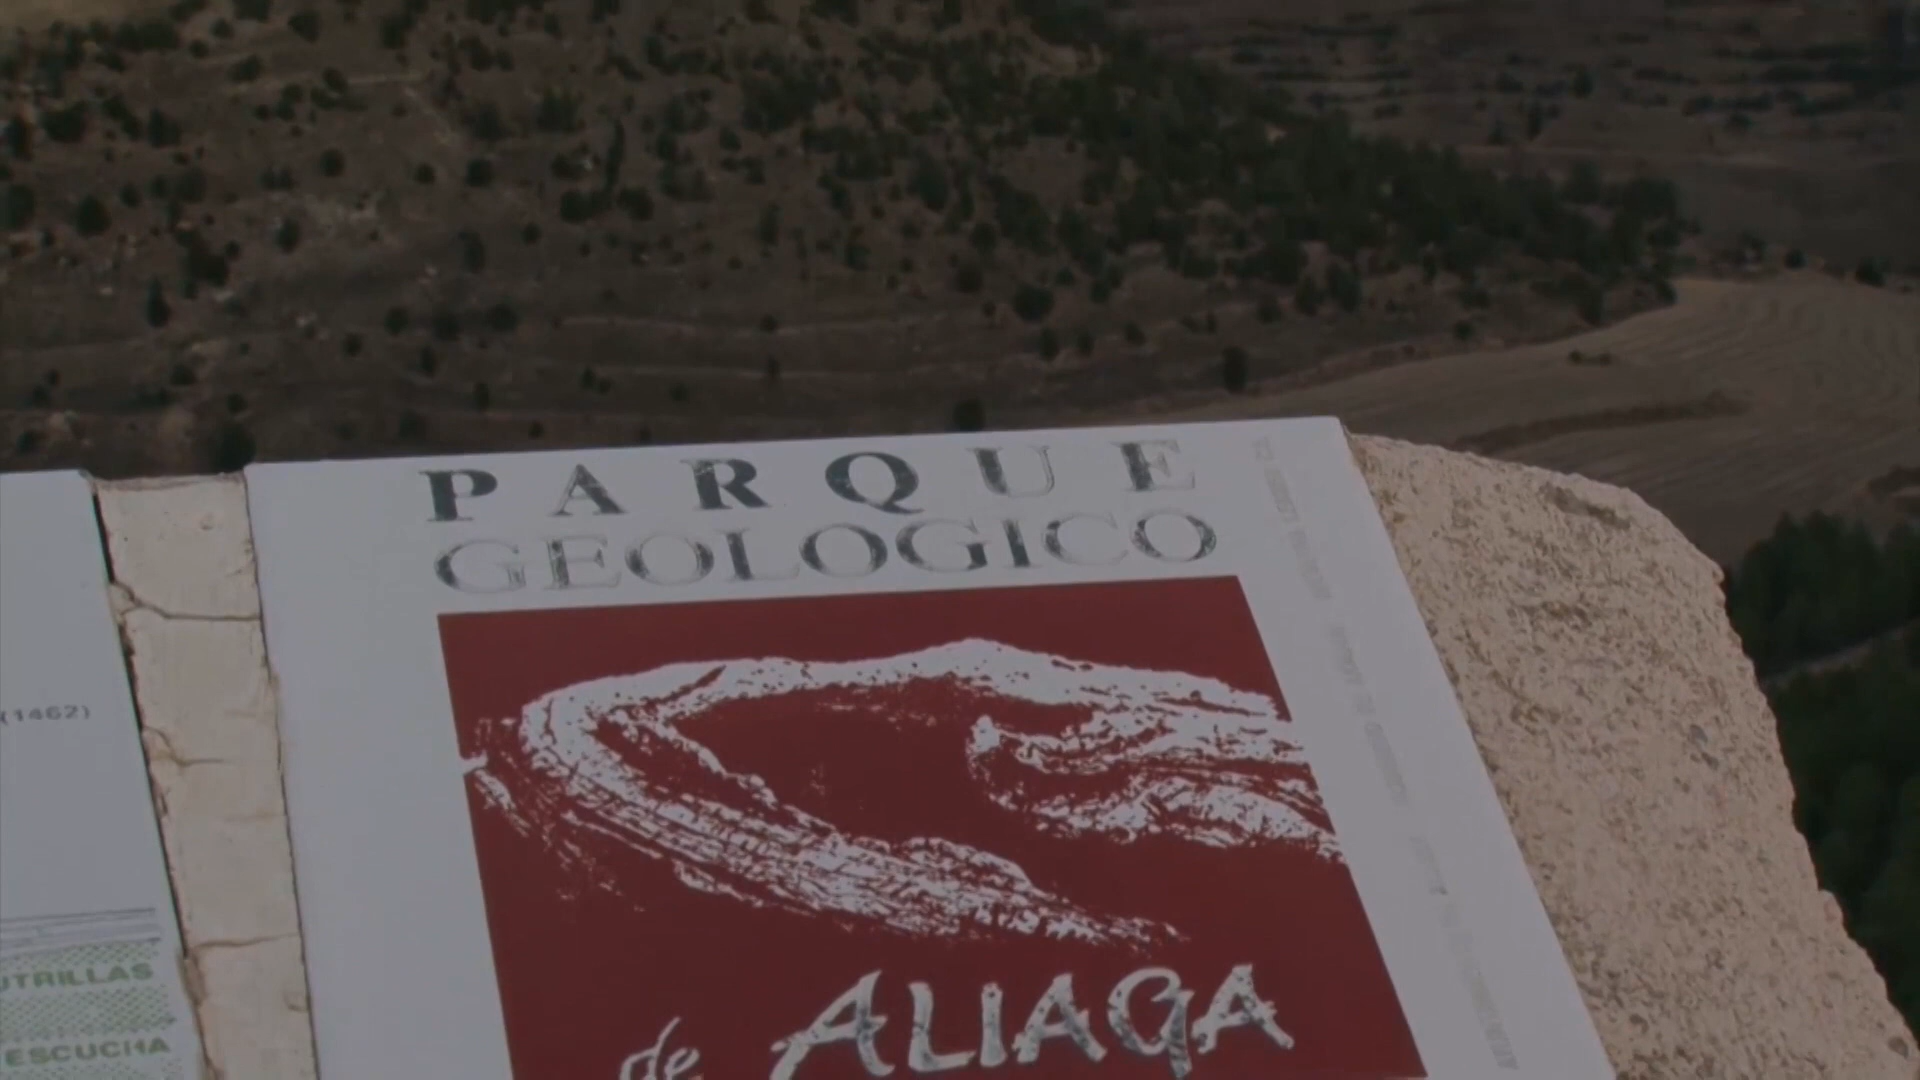 PARQUE
GEOLOGICO
de ALIAGA
(1462)
UTRILLAS
ESCUCHA